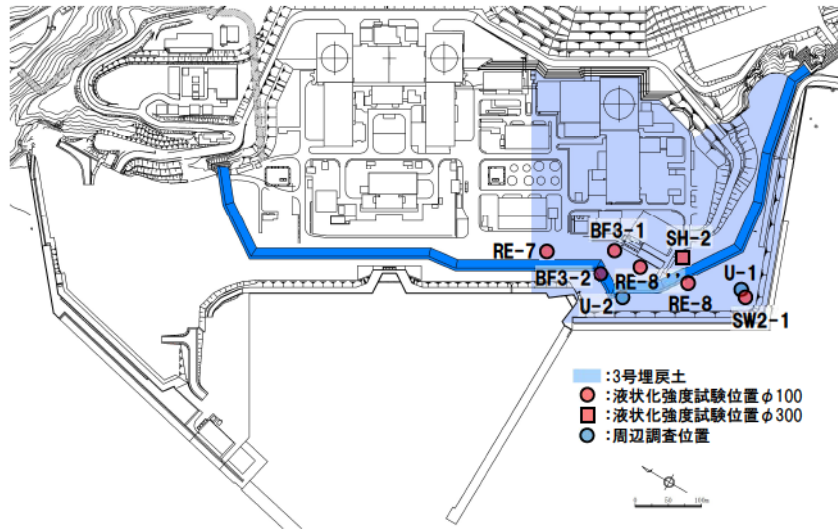 BF3-1
SH-2
RE-7
BF3-2
RE-8
U-1
U-2
RE-8
SW2-1
:3号埋戻土
:液状化強度試験位置φ100
:液状化強度試験位置φ300
:周辺調査位置
0 50 100m